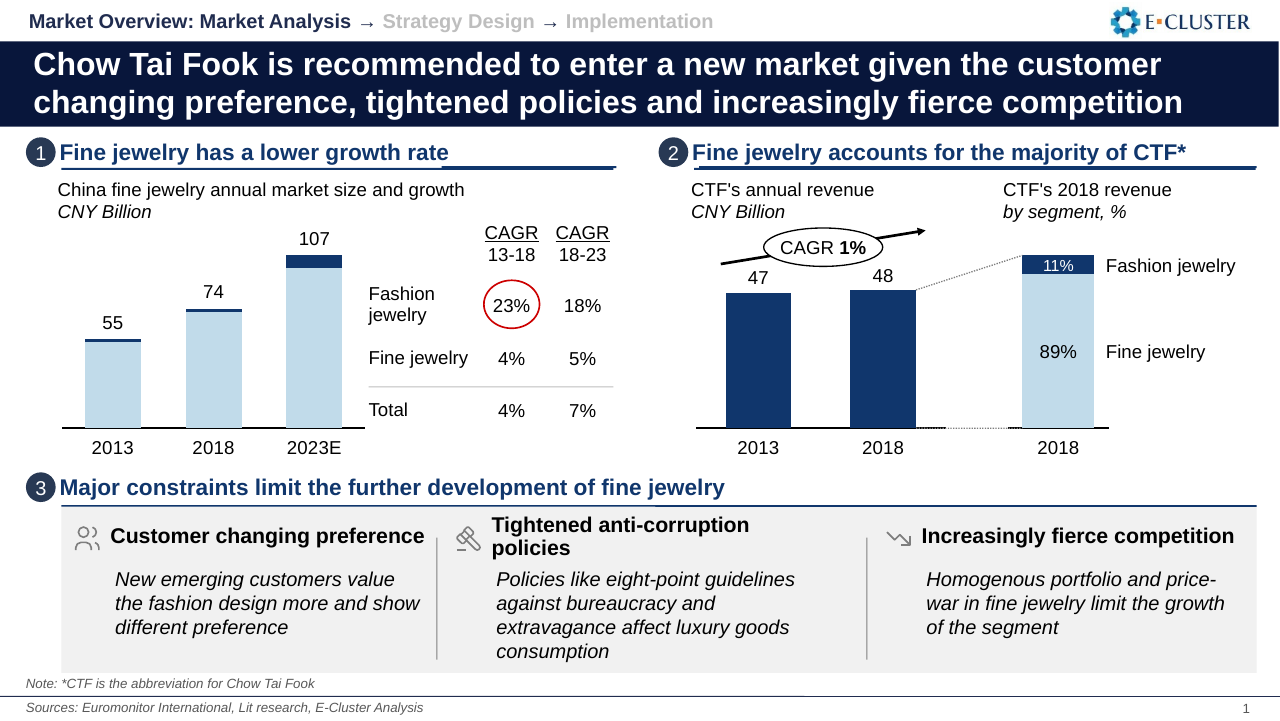 Market Overview: Market Analysis → Strategy Design → Implementation
E·CLUSTER
Chow Tai Fook is recommended to enter a new market given the customer
changing preference, tightened policies and increasingly fierce competition
1 Fine jewelry has a lower growth rate
China fine jewelry annual market size and growth
CNY Billion
107
74
55
2013 2018 2023E
CAGR CAGR
13-18 18-23
Fashion
jewelry 23% 18%
Fine jewelry 4% 5%
Total 4% 7%
2 Fine jewelry accounts for the majority of CTF*
CTF's annual revenue
CNY Billion
CAGR 1%
47 48
2013 2018
CTF's 2018 revenue
by segment, %
11% Fashion jewelry
89% Fine jewelry
2018
3 Major constraints limit the further development of fine jewelry
Customer changing preference
New emerging customers value
the fashion design more and show
different preference
Tightened anti-corruption
policies
Policies like eight-point guidelines
against bureaucracy and
extravagance affect luxury goods
consumption
Increasingly fierce competition
Homogenous portfolio and price-
war in fine jewelry limit the growth
of the segment
Note: *CTF is the abbreviation for Chow Tai Fook
Sources: Euromonitor International, Lit research, E-Cluster Analysis
1